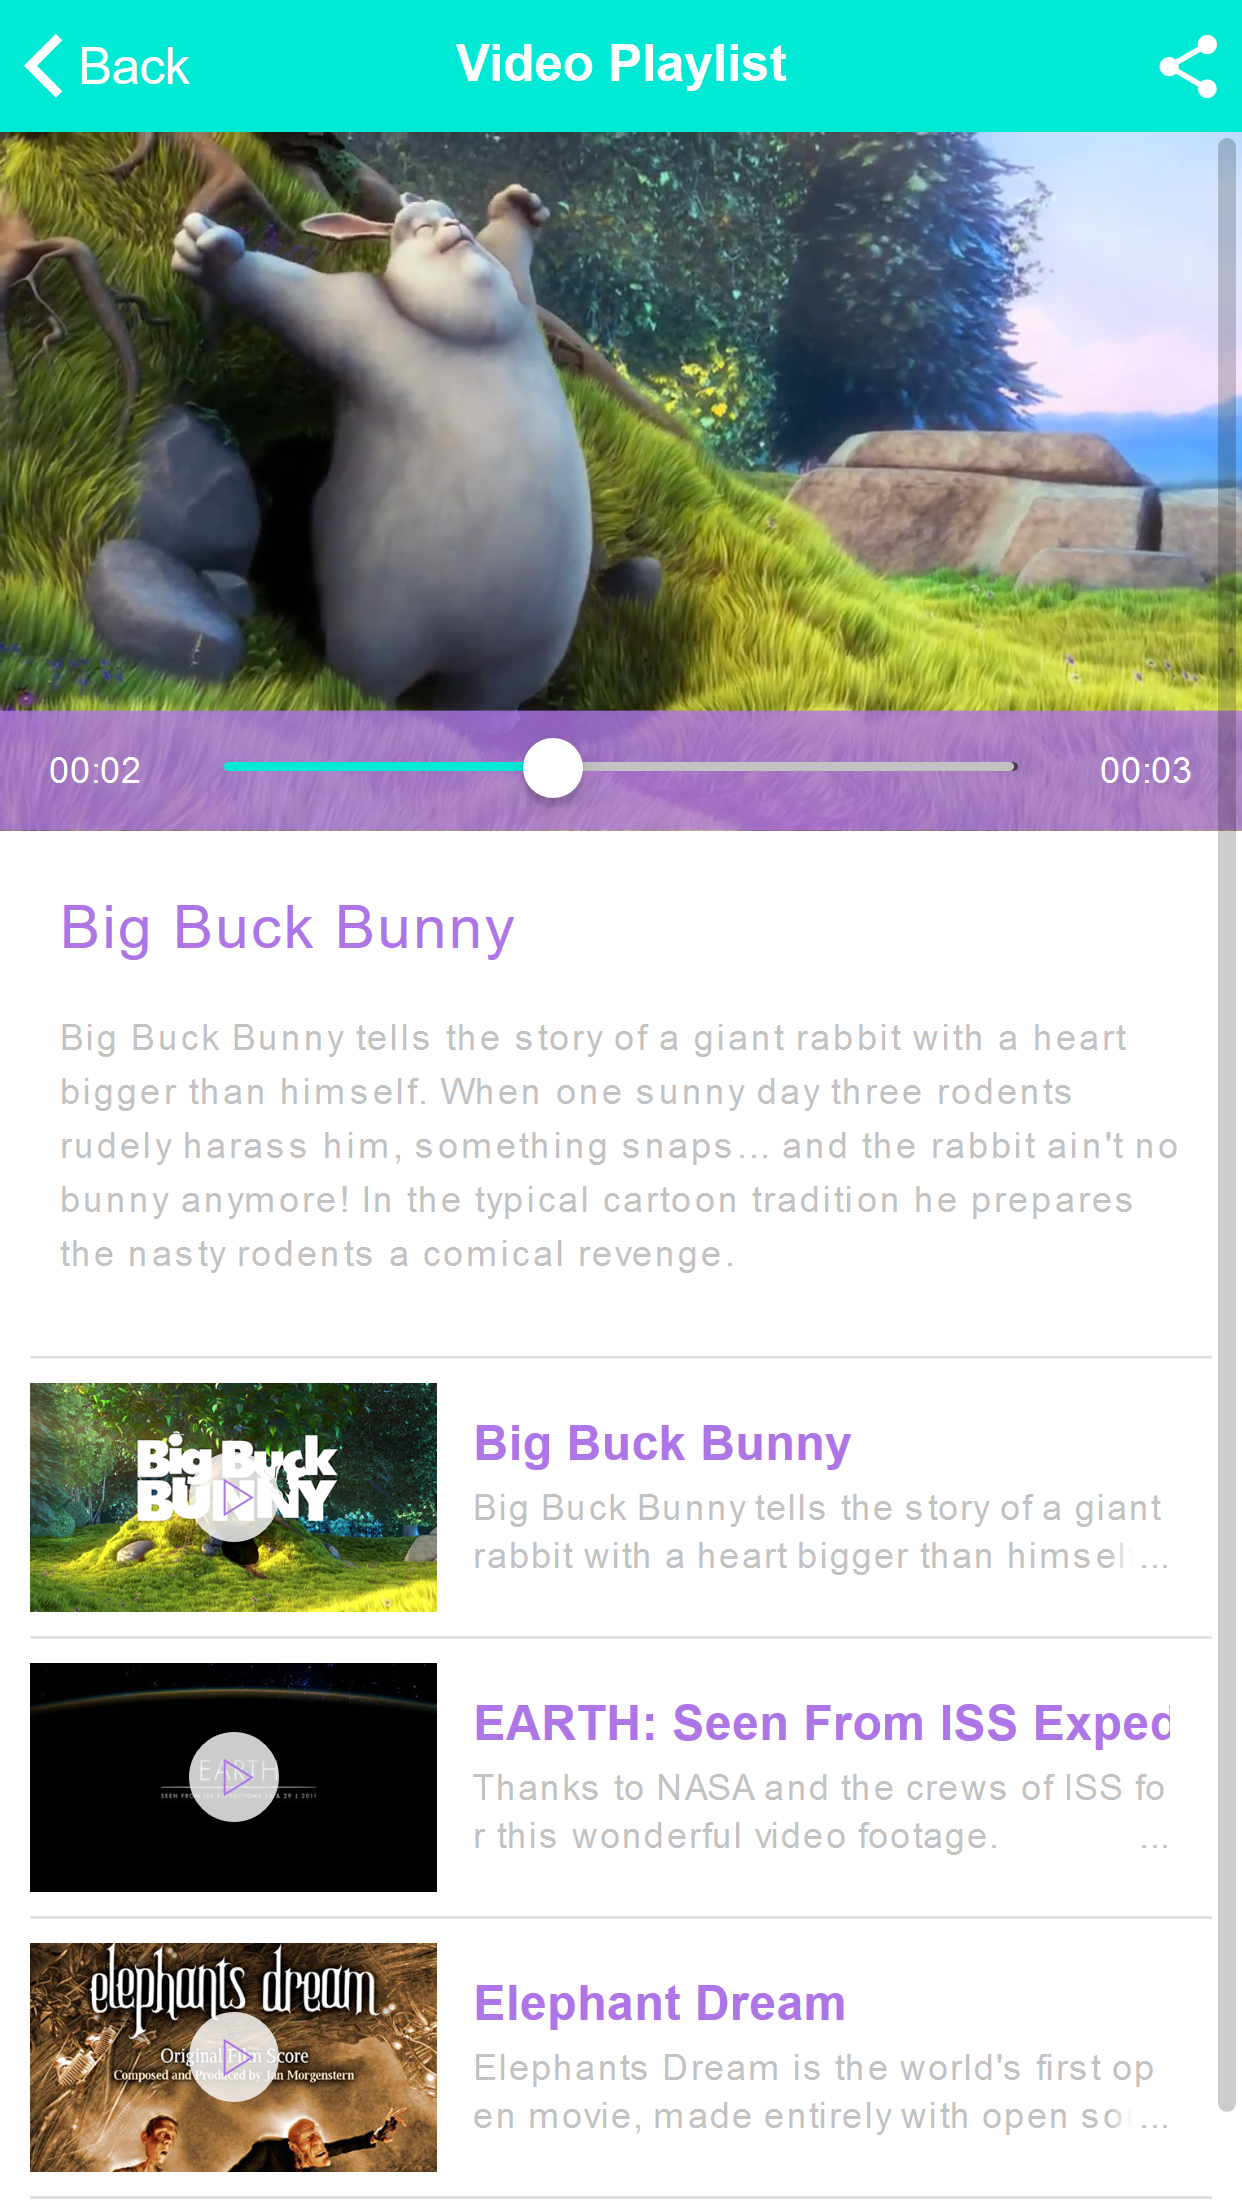 Back
Video Playlist
00:02
00:03
Big Buck Bunny
Big Buck Bunny tells the story of a giant rabbit with a heart
bigger than himself. When one sunny day three rodents
rudely harass him, something snaps... and the rabbit ain't no
bunny anymore! In the typical cartoon tradition he prepares
the nasty rodents a comical revenge.
Big Buck
BUNNY
Big Buck Bunny
Big Buck Bunny tells the story of a giant
rabbit with a heart bigger than himself...
EARTH
SEEN FROM ISS EXPEDITIONS 28 & 29 | 2011
EARTH: Seen From ISS Exped
Thanks to NASA and the crews of ISS fo
r this wonderful video footage. ...
elephants dream
Original Film Score
Composed and Produced by Jan Morgenstern
Elephant Dream
Elephants Dream is the world's first op
en movie, made entirely with open so...